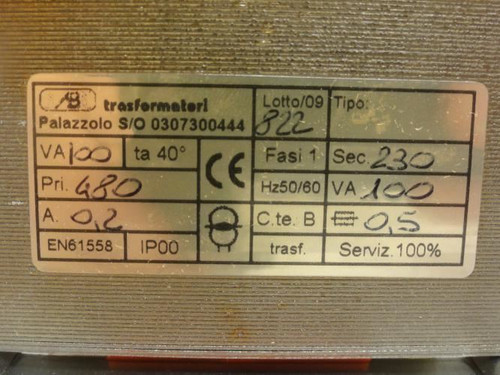 AB trasformatori Lotto/09 Tipo:
Palazzolo S/O 0307300444 822
VA 100 ta 40° CE Fasi 1 Sec. 230
Pri. 480 Hz50/60 VA 100
A. 0,2 C.te. B 0,5
EN61558 IP00 trasf. Serviz.100%